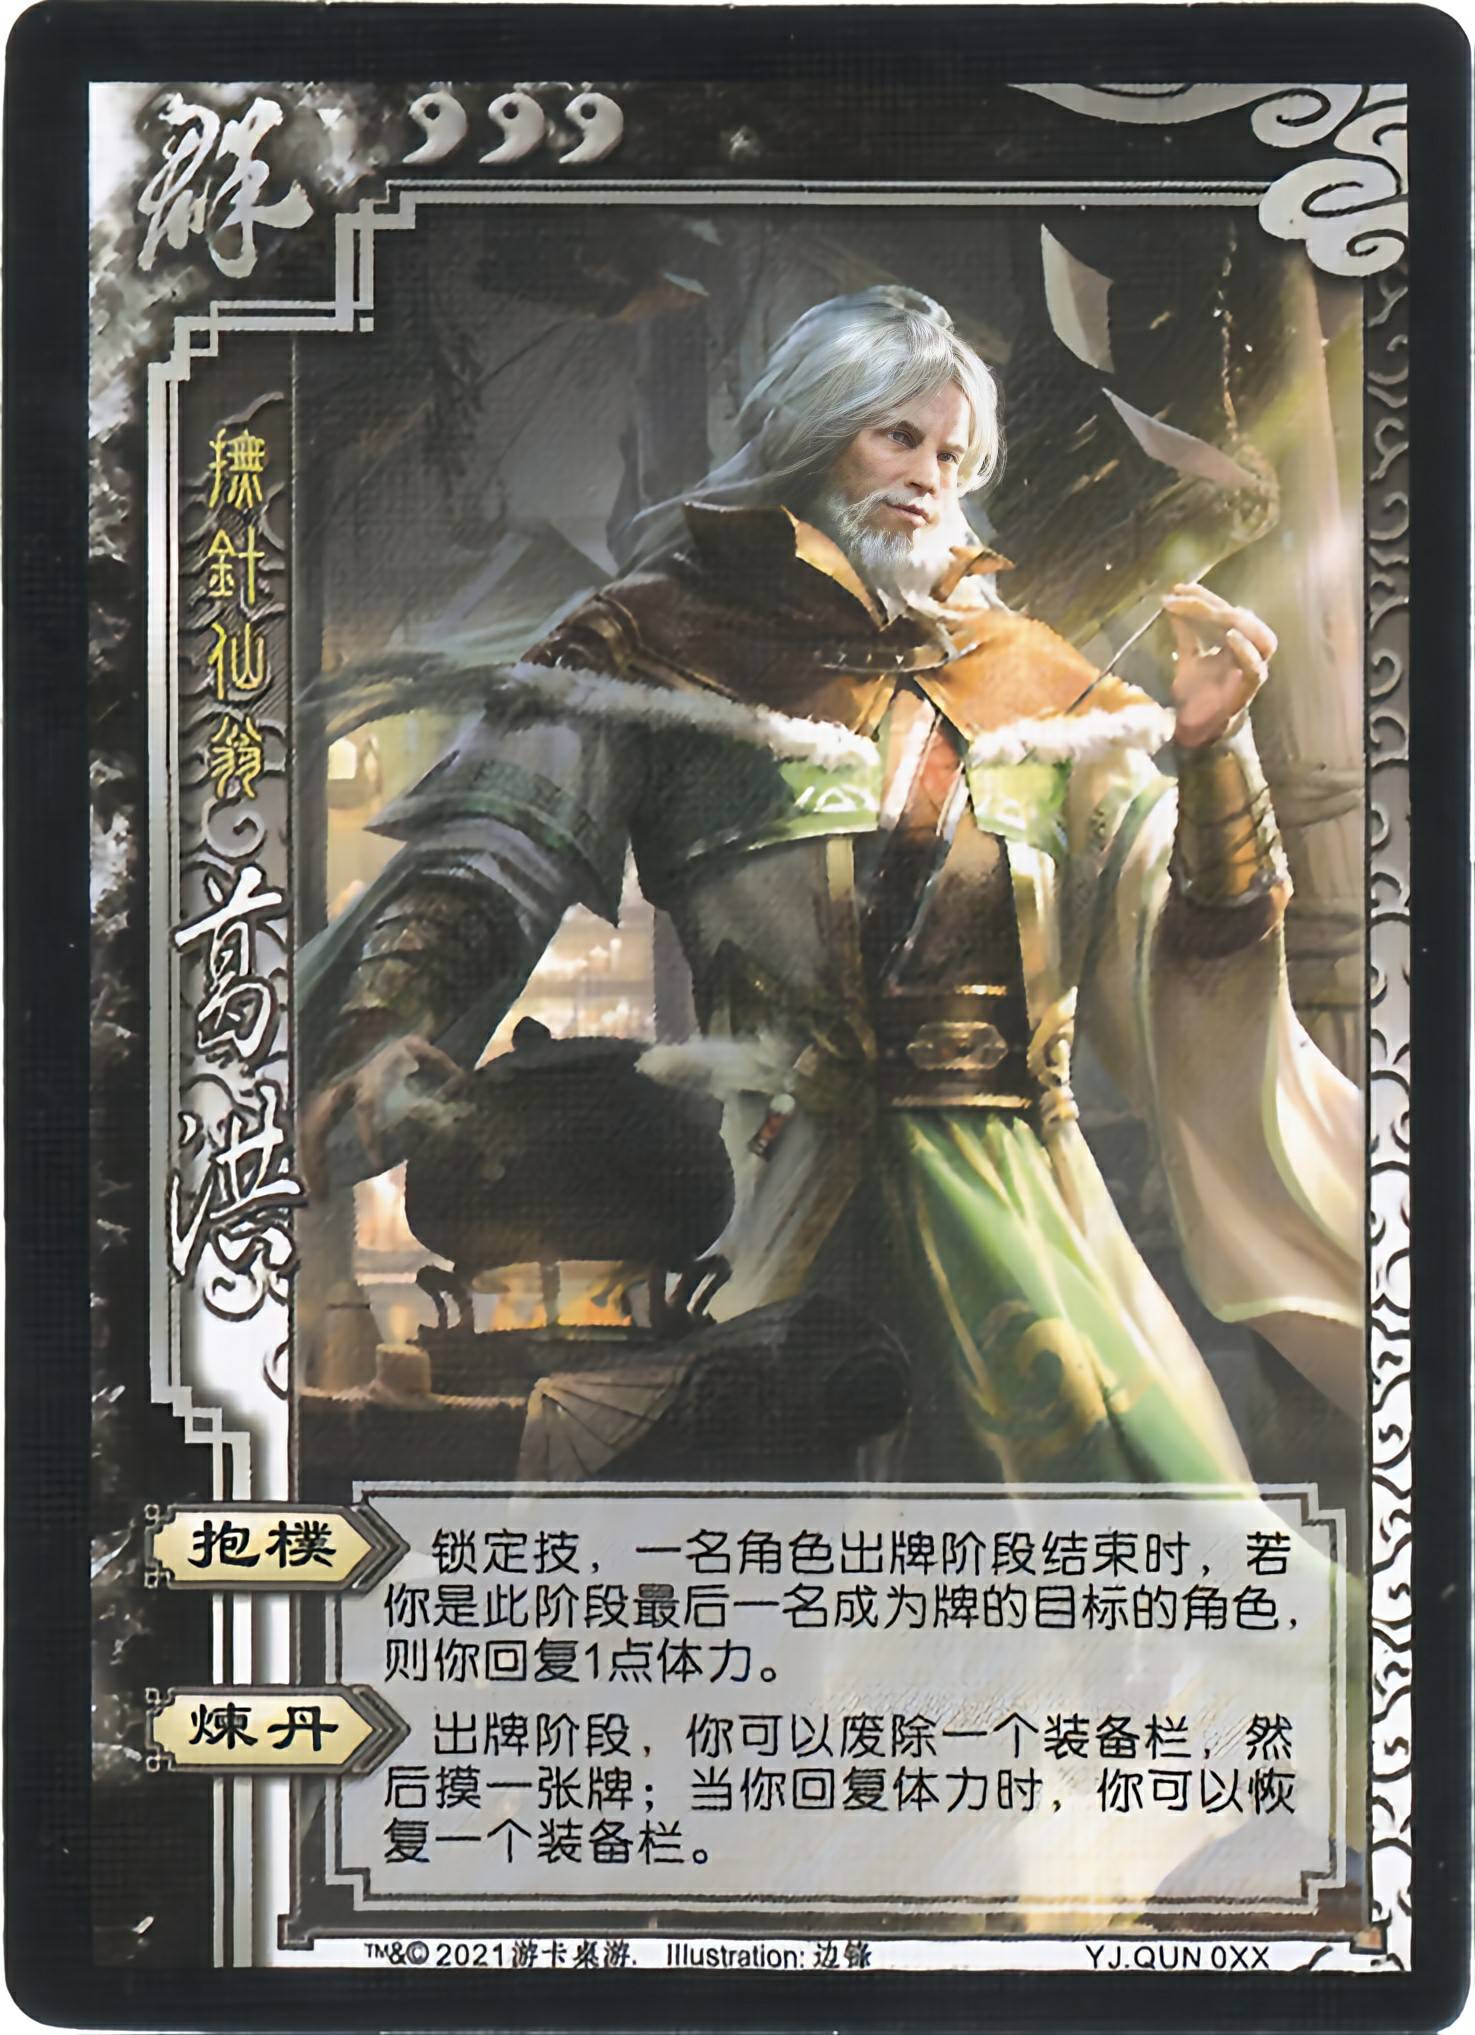 群
撫針仙翁
葛洪
抱樸
锁定技，一名角色出牌阶段结束时，若
你是此阶段最后一名成为牌的目标的角色，
则你回复1点体力。
煉丹
出牌阶段，你可以废除一个装备栏，然
后摸一张牌；当你回复体力时，你可以恢
复一个装备栏。
™&© 2021游卡桌游. Illustration: 边锋
YJ.QUN 0XX